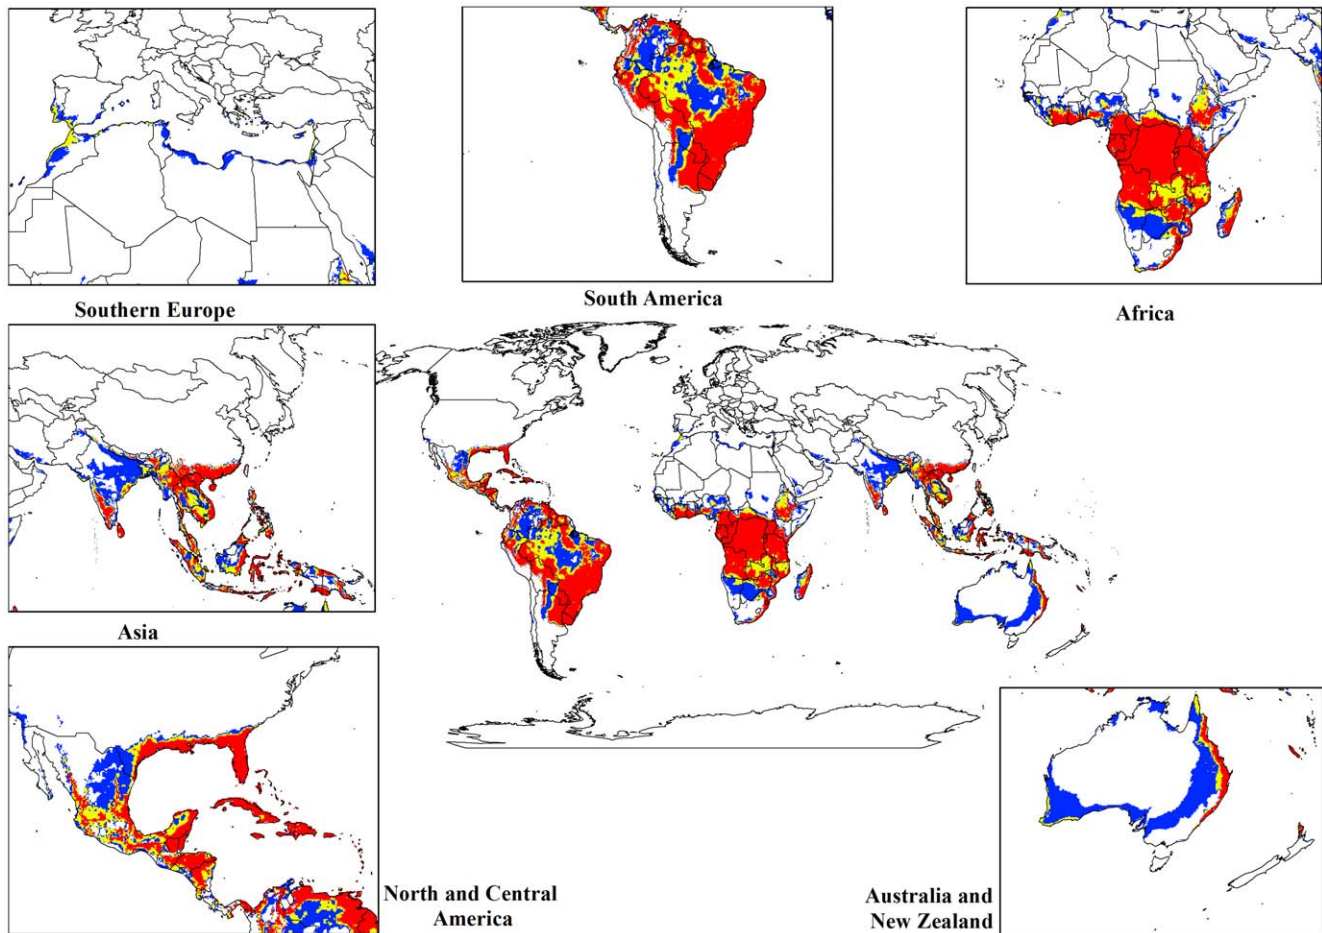 Southern Europe
South America
Africa
Asia
North and Central
America
Australia and
New Zealand